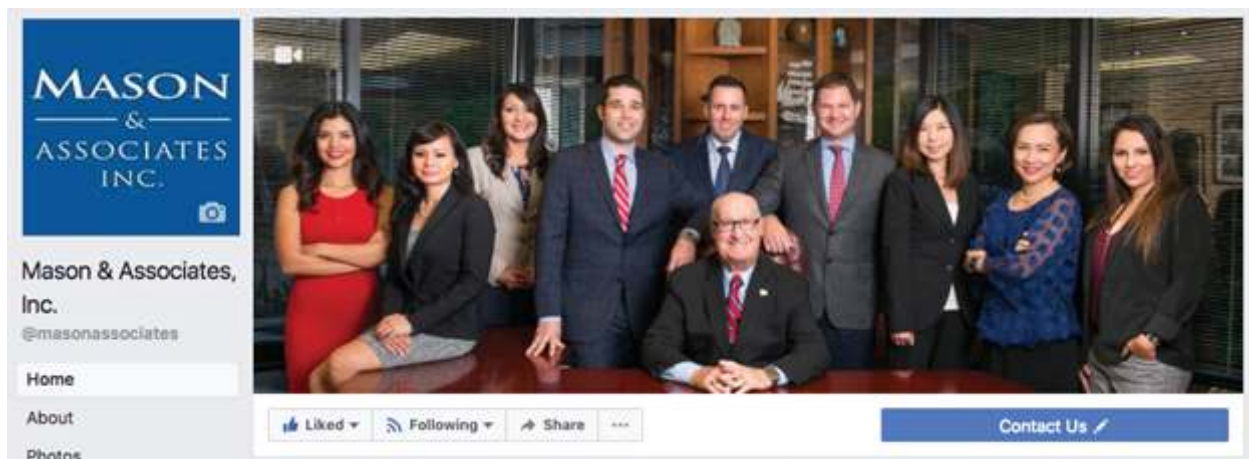 MASON
&
ASSOCIATES
INC.
Mason & Associates,
Inc.
@masonassociates
Home
About
Photos
Liked
Following
Share
Contact Us